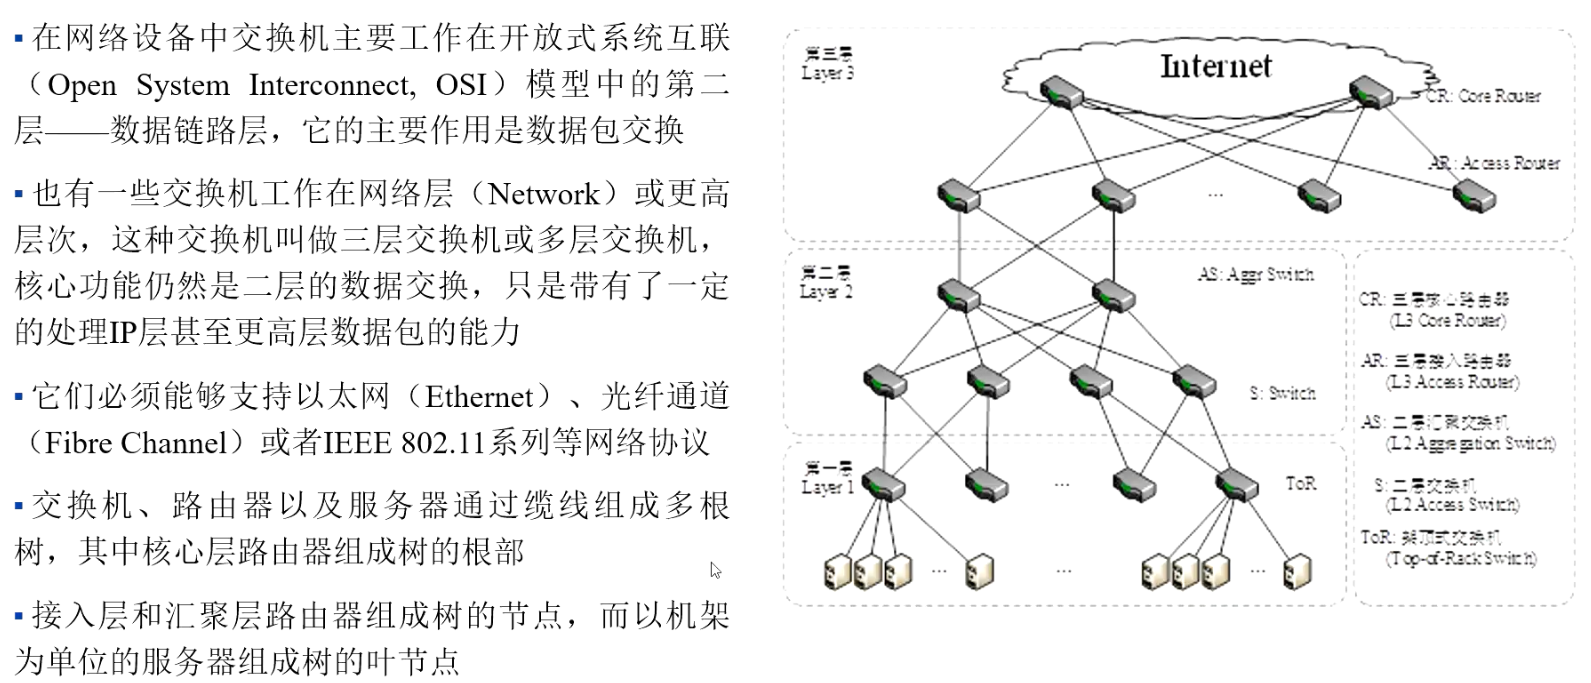 ▪在网络设备中交换机主要工作在开放式系统互联
（Open System Interconnect, OSI）模型中的第二
层——数据链路层，它的主要作用是数据包交换
▪也有一些交换机工作在网络层（Network）或更高
层次，这种交换机叫做三层交换机或多层交换机，
核心功能仍然是二层的数据交换，只是带有了一定
的处理IP层甚至更高层数据包的能力
▪它们必须能够支持以太网（Ethernet）、光纤通道
（Fibre Channel）或者IEEE 802.11系列等网络协议
▪交换机、路由器以及服务器通过缆线组成多根
树，其中核心层路由器组成树的根部
▪接入层和汇聚层路由器组成树的节点，而以机架
为单位的服务器组成树的叶节点
第三层
Layer 3
Internet
CR: Core Router
AR: Access Router
...
第二层
Layer 2
AS: Aggr Switch
S: Switch
第一层
Layer 1
...
ToR
...
...
...
CR: 三层核心路由器
(L3 Core Router)
AR: 三层接入路由器
(L3 Access Router)
AS: 二层汇聚交换机
(L2 Aggregation Switch)
S: 二层交换机
(L2 Access Switch)
ToR: 架顶式交换机
(Top-of-Rack Switch)